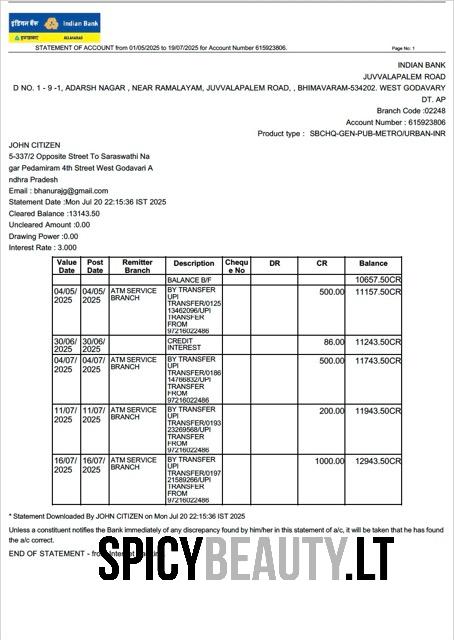 इंडियन बैंक Indian Bank
इलाहाबाद ALLAHABAD
STATEMENT OF ACCOUNT from 01/05/2025 to 19/07/2025 for Account Number 615923806.
Page No: 1
INDIAN BANK
JUVVALAPALEM ROAD
D NO. 1 - 9 -1, ADARSH NAGAR , NEAR RAMALAYAM, JUVVALAPALEM ROAD, , BHIMAVARAM-534202. WEST GODAVARY
DT. AP
Branch Code :02248
Account Number : 615923806
Product type : SBCHQ-GEN-PUB-METRO/URBAN-INR
JOHN CITIZEN
5-337/2 Opposite Street To Saraswathi Na
gar Pedamiram 4th Street West Godavari A
ndhra Pradesh
Email : bhanurajg@gmail.com
Statement Date :Mon Jul 20 22:15:36 IST 2025
Cleared Balance :13143.50
Uncleared Amount :0.00
Drawing Power :0.00
Interest Rate : 3.000
Value Date Post Date Remitter Branch Description Chequ e No DR CR Balance
BALANCE B/F 10657.50CR
04/05/ 04/05/ ATM SERVICE BY TRANSFER 500.00 11157.50CR
2025 2025 BRANCH UPI
TRANSFER/0125
13462096/UPI
TRANSFER
FROM
97216022486
30/06/ 30/06/ CREDIT 86.00 11243.50CR
2025 2025 INTEREST
04/07/ 04/07/ ATM SERVICE BY TRANSFER 500.00 11743.50CR
2025 2025 BRANCH UPI
TRANSFER/0186
14766832/UPI
TRANSFER
FROM
97216022486
11/07/ 11/07/ ATM SERVICE BY TRANSFER 200.00 11943.50CR
2025 2025 BRANCH UPI
TRANSFER/0193
23269568/UPI
TRANSFER
FROM
97216022486
16/07/ 16/07/ ATM SERVICE BY TRANSFER 1000.00 12943.50CR
2025 2025 BRANCH UPI
TRANSFER/0197
21589266/UPI
TRANSFER
FROM
97216022486
* Statement Downloaded By JOHN CITIZEN on Mon Jul 20 22:15:36 IST 2025
Unless a constituent notifies the Bank immediately of any discrepancy found by him/her in this statement of a/c, it will be taken that he has found
the a/c correct.
END OF STATEMENT - from
SPICYBEAUTY.LT